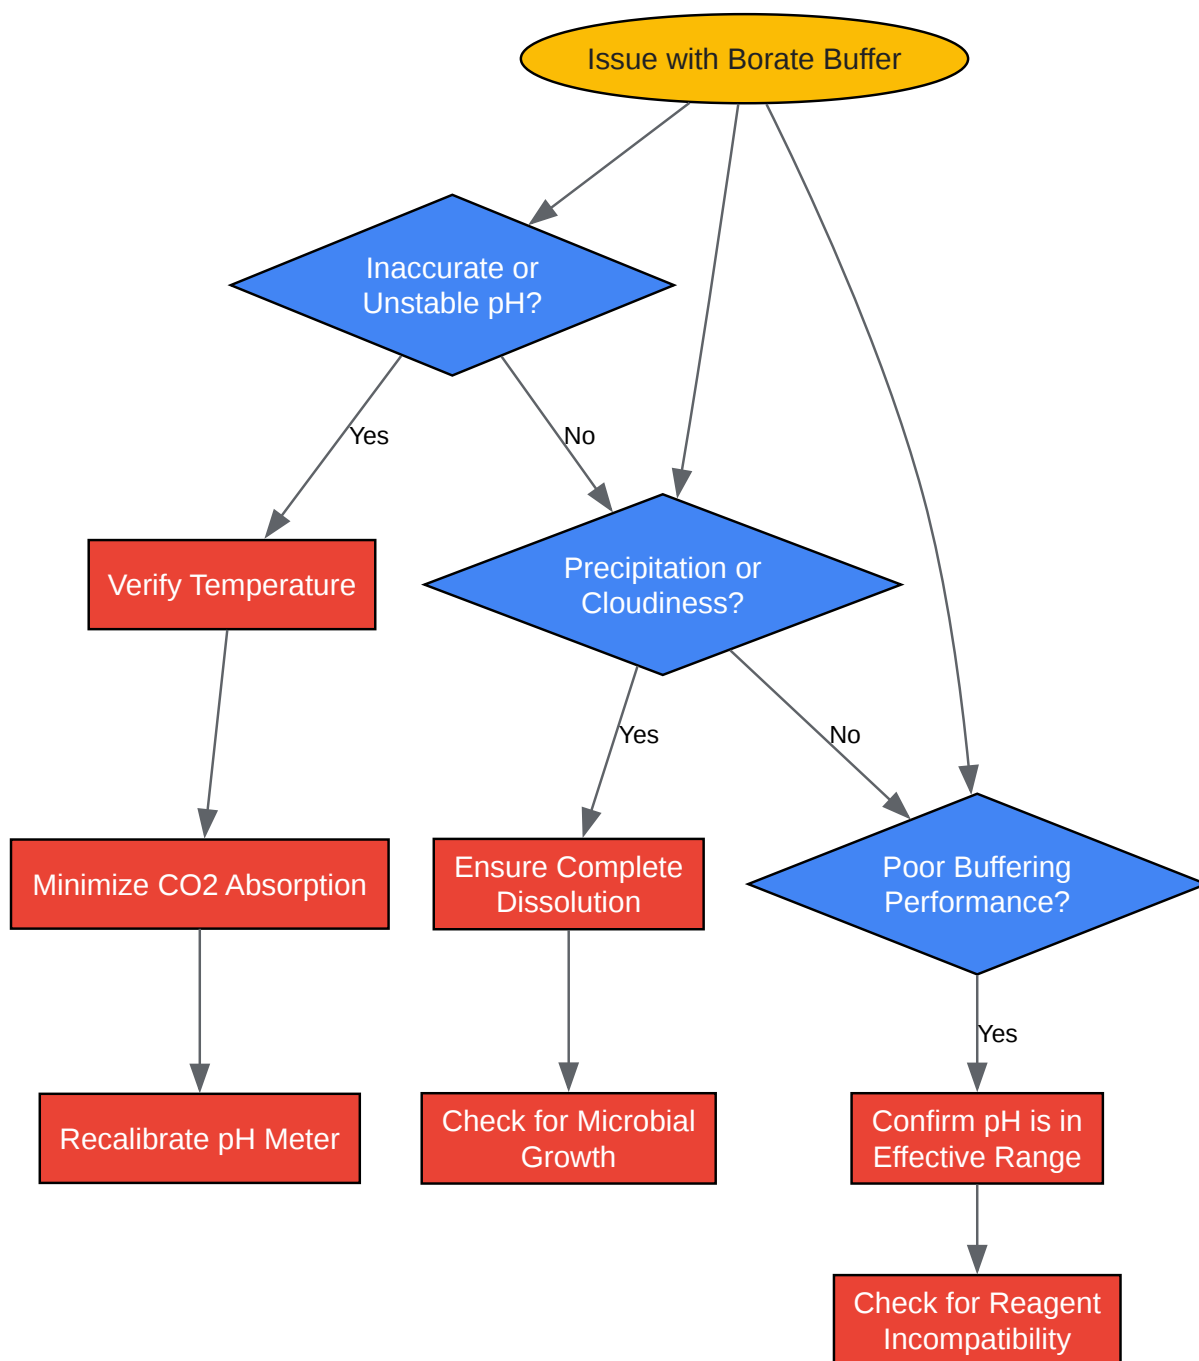 Issue with Borate Buffer
Inaccurate or
Unstable pH?
Yes
No
Verify Temperature
Precipitation or
Cloudiness?
Yes
No
Minimize CO2 Absorption
Ensure Complete
Dissolution
Poor Buffering
Performance?
Yes
Recalibrate pH Meter
Check for Microbial
Growth
Confirm pH is in
Effective Range
Check for Reagent
Incompatibility